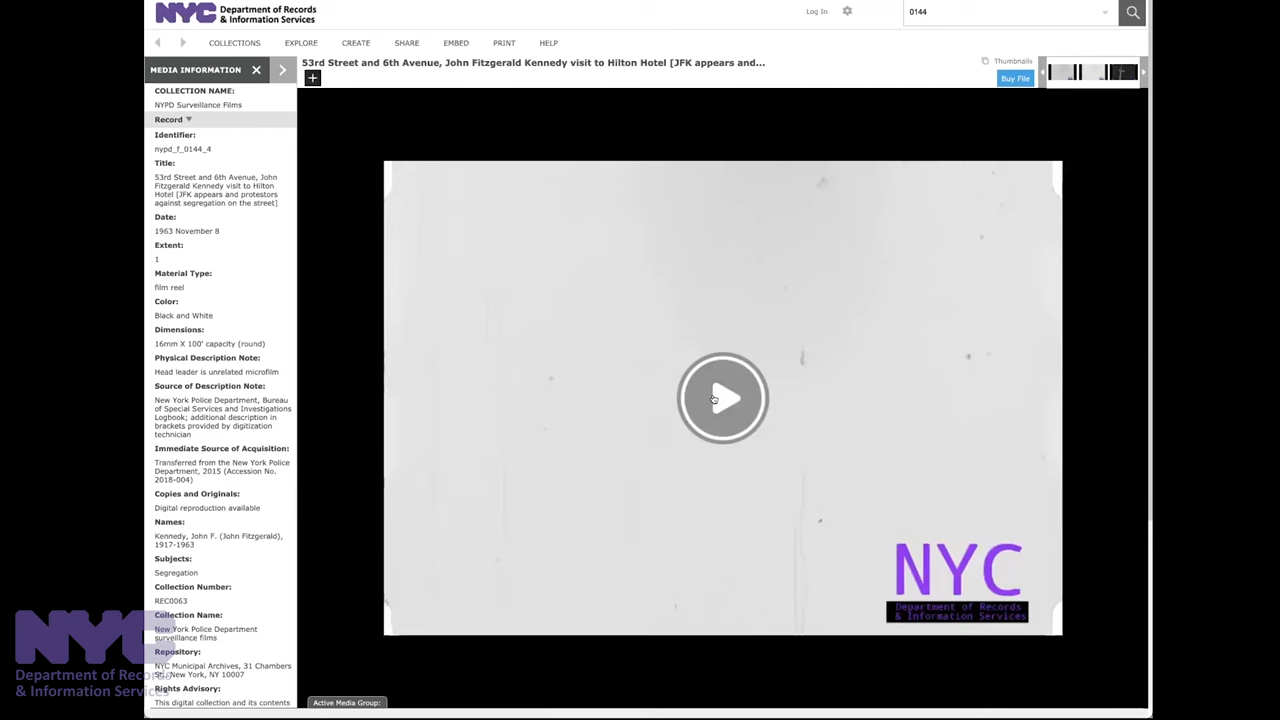 NYC Department of Records
& Information Services
Log In
0144
COLLECTIONS EXPLORE CREATE SHARE EMBED PRINT HELP
MEDIA INFORMATION
53rd Street and 6th Avenue, John Fitzgerald Kennedy visit to Hilton Hotel [JFK appears and...
Thumbnails
Buy File
COLLECTION NAME:
NYPD Surveillance Films
Record
Identifier:
nypd_f_0144_4
Title:
53rd Street and 6th Avenue, John
Fitzgerald Kennedy visit to Hilton
Hotel [JFK appears and protestors
against segregation on the street]
Date:
1963 November 8
Extent:
1
Material Type:
film reel
Color:
Black and White
Dimensions:
16mm X 100' capacity (round)
Physical Description Note:
Head leader is unrelated microfilm
Source of Description Note:
New York Police Department, Bureau
of Special Services and Investigations
Logbook; additional description in
brackets provided by digitization
technician
Immediate Source of Acquisition:
Transferred from the New York Police
Department, 2015 (Accession No.
2018-004)
Copies and Originals:
Digital reproduction available
Names:
Kennedy, John F. (John Fitzgerald),
1917-1963
Subjects:
Segregation
Collection Number:
REC0063
Collection Name:
New York Police Department
surveillance films
Repository:
NYC Municipal Archives, 31 Chambers
St., New York, NY 10007
Rights Advisory:
This digital collection and its contents
NYC
Department of Records
& Information Services
NYC
Department of Records
& Information Services
Active Media Group: